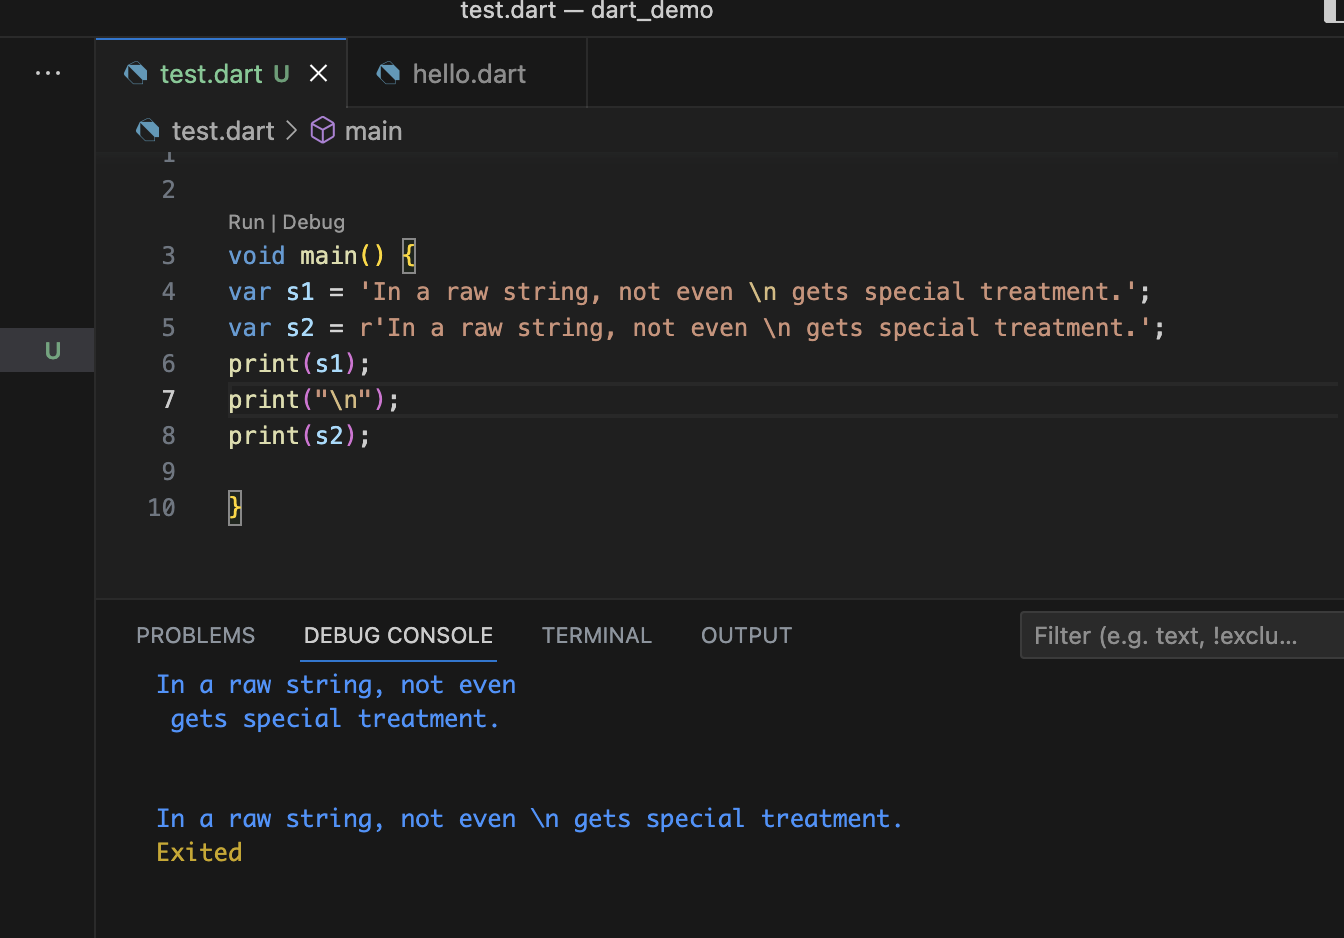 test.dart — dart_demo
... test.dart U hello.dart
test.dart > main
1
2
Run | Debug
3 void main() {
4 var s1 = 'In a raw string, not even \n gets special treatment.';
5 var s2 = r'In a raw string, not even \n gets special treatment.';
U
6 print(s1);
7 print("\n");
8 print(s2);
9
10 }
PROBLEMS DEBUG CONSOLE TERMINAL OUTPUT Filter (e.g. text, !exclu...
In a raw string, not even
gets special treatment.
In a raw string, not even \n gets special treatment.
Exited